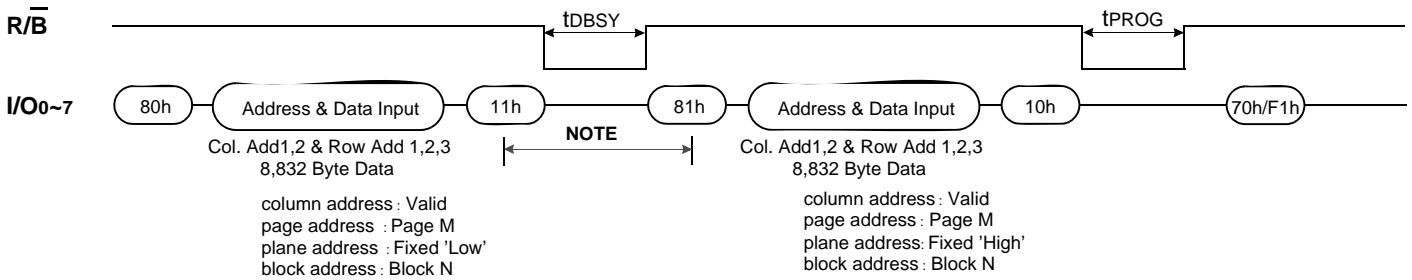 R/B
tDBSY
tPROG
I/O0~7
80h
Address & Data Input
11h
81h
Address & Data Input
10h
70h/F1h
NOTE
Col. Add1,2 & Row Add 1,2,3
8,832 Byte Data
Col. Add1,2 & Row Add 1,2,3
8,832 Byte Data
column address : Valid
page address : Page M
plane address : Fixed 'Low'
block address : Block N
column address : Valid
page address : Page M
plane address: Fixed 'High'
block address : Block N